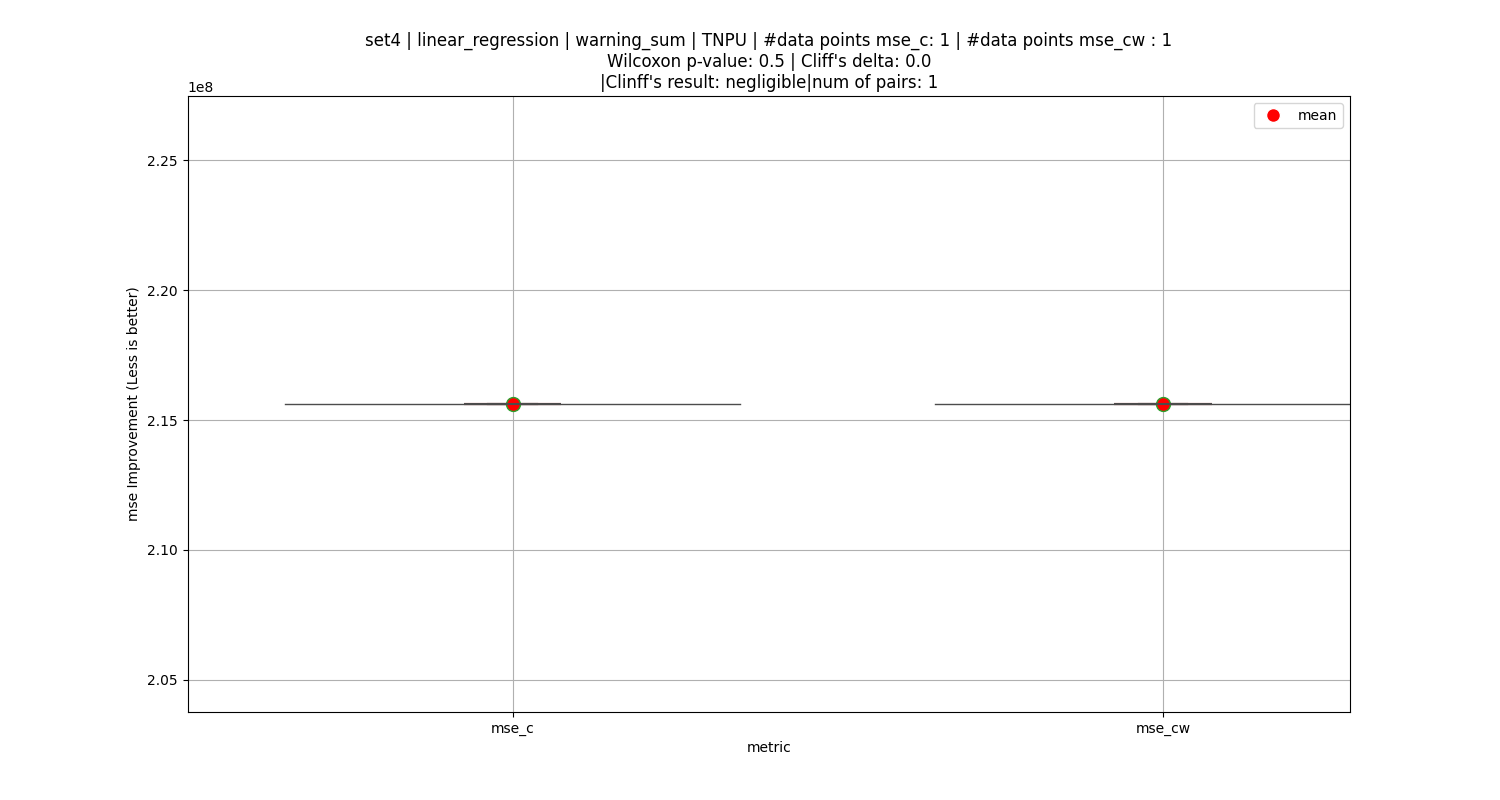 set4 | linear_regression | warning_sum | TNPU | #data points mse_c: 1 | #data points mse_cw : 1
Wilcoxon p-value: 0.5 | Cliff's delta: 0.0
|Clinff's result: negligible|num of pairs: 1
1e8
mean
2.25
2.20
2.15
2.10
2.05
mse Improvement (Less is better)
mse_c
mse_cw
metric